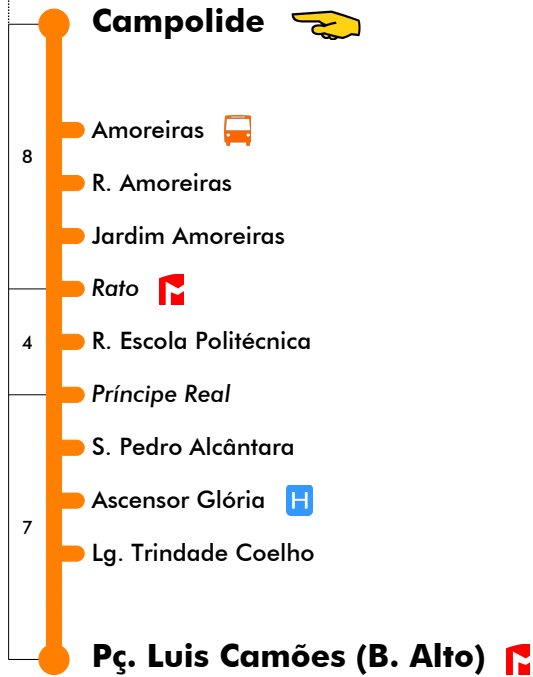 Campolide
Amoreiras
8
R. Amoreiras
Jardim Amoreiras
Rato
4
R. Escola Politécnica
Príncipe Real
S. Pedro Alcântara
Ascensor Glória H
7
Lg. Trindade Coelho
Pç. Luis Camões (B. Alto)